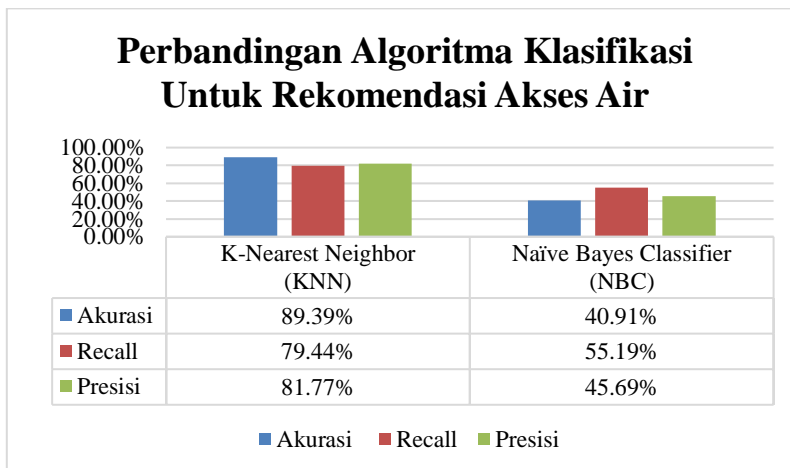 Perbandingan Algoritma Klasifikasi
Untuk Rekomendasi Akses Air
100.00%
80.00%
60.00%
40.00%
20.00%
0.00%
K-Nearest Neighbor
(KNN)
Naïve Bayes Classifier
(NBC)
Akurasi 89.39% 40.91%
Recall 79.44% 55.19%
Presisi 81.77% 45.69%
Akurasi Recall Presisi